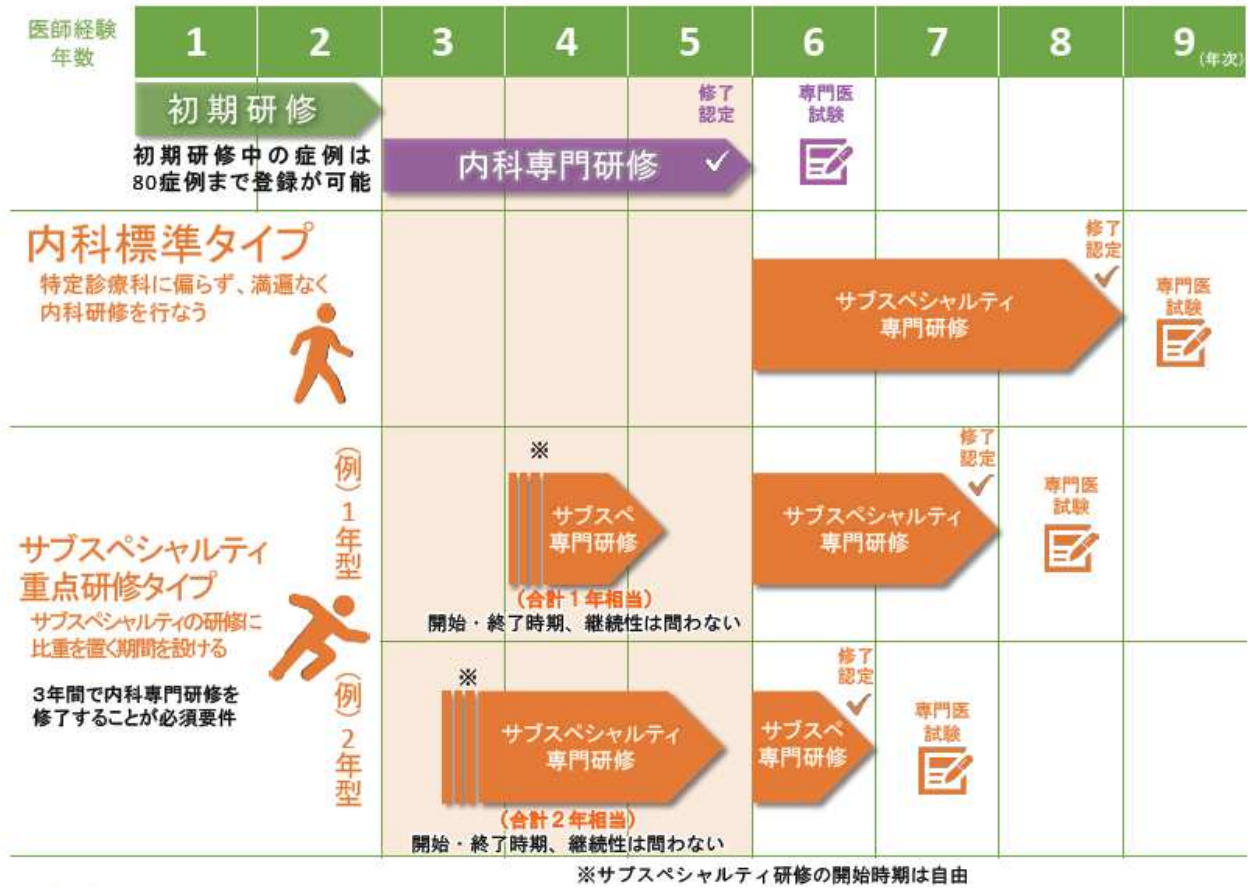 医師経験
年数
1 2 3 4 5 6 7 8 9(年次)
初期研修
初期研修中の症例は
80症例まで登録が可能
修了
認定
内科専門研修
専門医
試験
内科標準タイプ
特定診療科に偏らず、満遍なく
内科研修を行なう
サブスペシャルティ
専門研修
修了
認定
専門医
試験
サブスペシャルティ
重点研修タイプ
サブスペシャルティの研修に
比重を置く期間を設ける
3年間で内科専門研修を
修了することが必須要件
(例)1年型
※
サブスペ
専門研修
(合計1年相当)
開始・終了時期、継続性は問わない
サブスペシャルティ
専門研修
修了
認定
専門医
試験
(例)2年型
※
サブスペシャルティ
専門研修
(合計2年相当)
開始・終了時期、継続性は問わない
サブスペ
専門研修
修了
認定
専門医
試験
※サブスペシャルティ研修の開始時期は自由